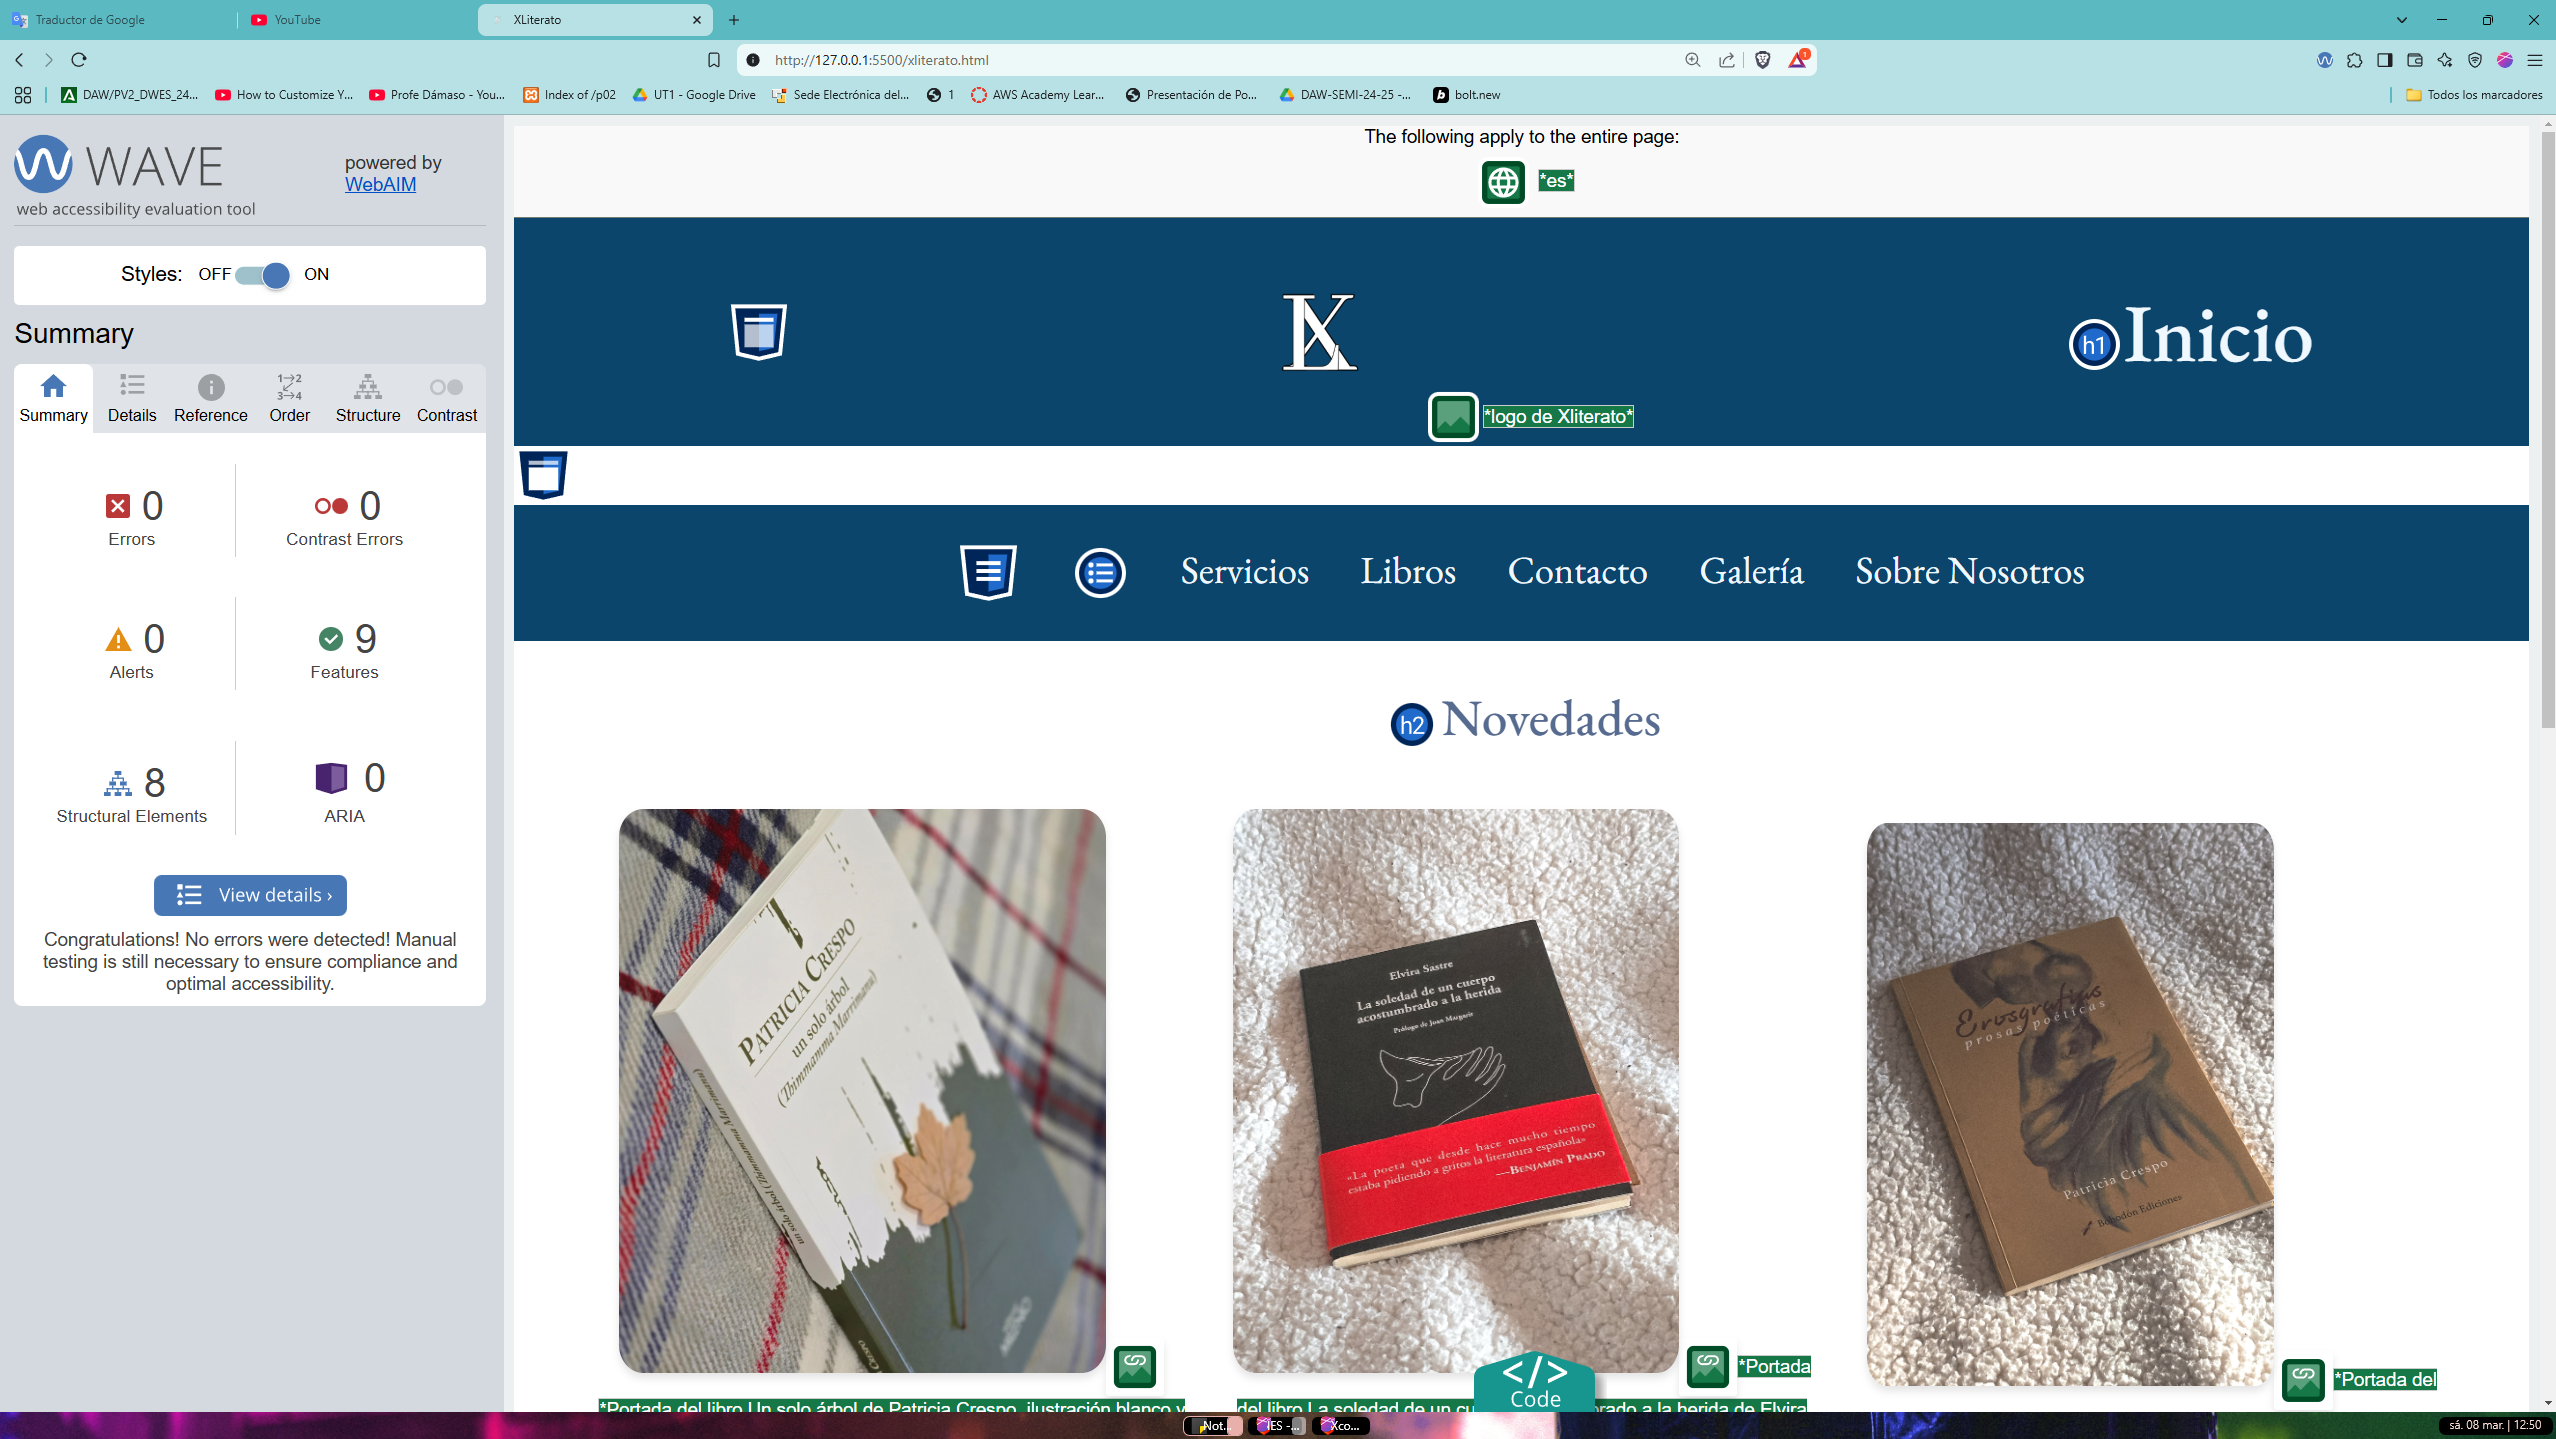 Traductor de Google
YouTube
XLiterato
http://127.0.0.1:5500/xliterato.html
1
DAW/PV2_DWES_24...
How to Customize Y...
Profe Dámaso - You...
Index of /p02
UT1 - Google Drive
Sede Electrónica del...
1
AWS Academy Lear...
Presentación de Po...
DAW-SEMI-24-25 -...
bolt.new
Todos los marcadores
WAVE
web accessibility evaluation tool
powered by
WebAIM
Styles: OFF ON
Summary
Summary
Details
Reference
Order
Structure
Contrast
0
Errors
0
Contrast Errors
0
Alerts
9
Features
8
Structural Elements
0
ARIA
View details ›
Congratulations! No errors were detected! Manual
testing is still necessary to ensure compliance and
optimal accessibility.
The following apply to the entire page:
*es*
h1 Inicio
*logo de Xliterato*
Servicios
Libros
Contacto
Galería
Sobre Nosotros
h2 Novedades
PATRICIA CRESPO
un solo árbol
(Thimmamma Marrimanu)
Elvira Sastre
La soledad de un cuerpo
acostumbrado a la herida
Prólogo de Joan Margarit
«La poeta que desde hace mucho tiempo
estaba pidiendo a gritos la literatura española»
—BENJAMÍN PRADO
Erosgrafías
prosas poéticas
Patricia Crespo
Babidón Ediciones
*Portada del libro Un solo árbol de Patricia Crespo, ilustración blanco y
*Portada
del libro La soledad de un cu
rado a la herida de Elvira
*Portada del
</> Code
Not...
IES -...
Xco...
sá. 08 mar. | 12:50